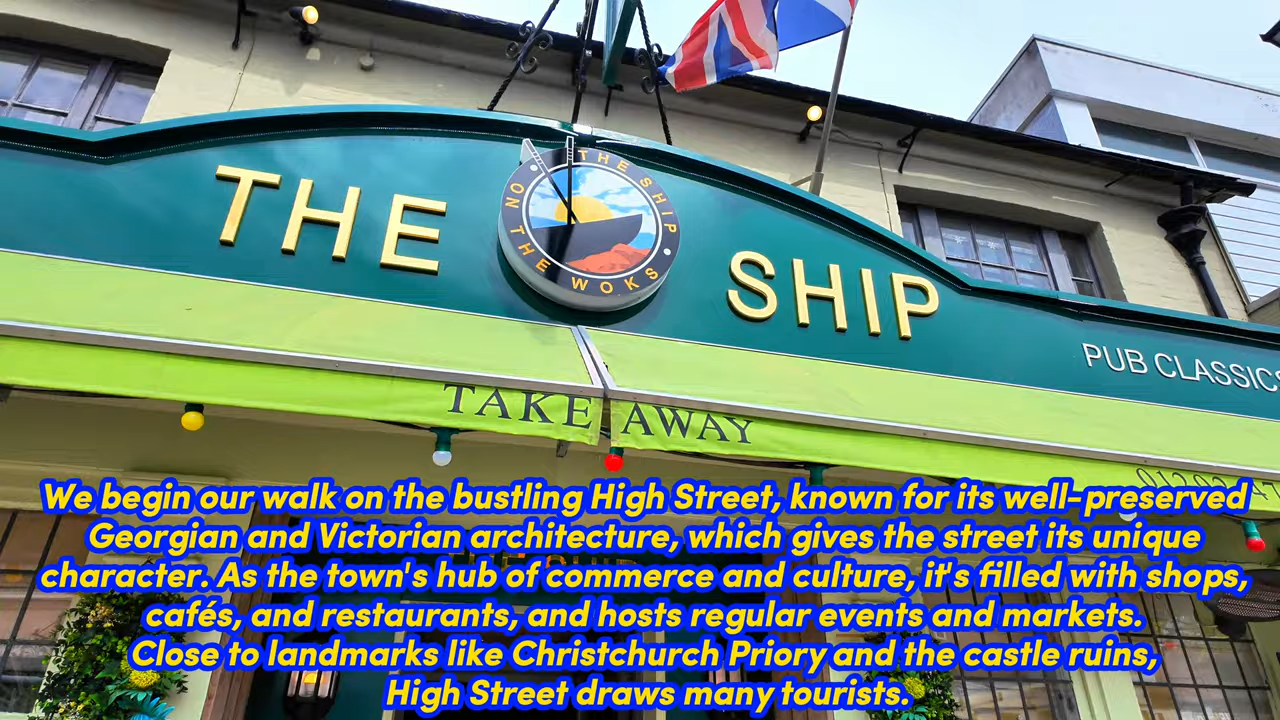 THE SHIP
NO THE WOKS THE SHIP
PUB CLASSICS
TAKE AWAY
We begin our walk on the bustling High Street, known for its well-preserved
Georgian and Victorian architecture, which gives the street its unique
character. As the town's hub of commerce and culture, it's filled with shops,
cafés, and restaurants, and hosts regular events and markets.
Close to landmarks like Christchurch Priory and the castle ruins,
High Street draws many tourists.